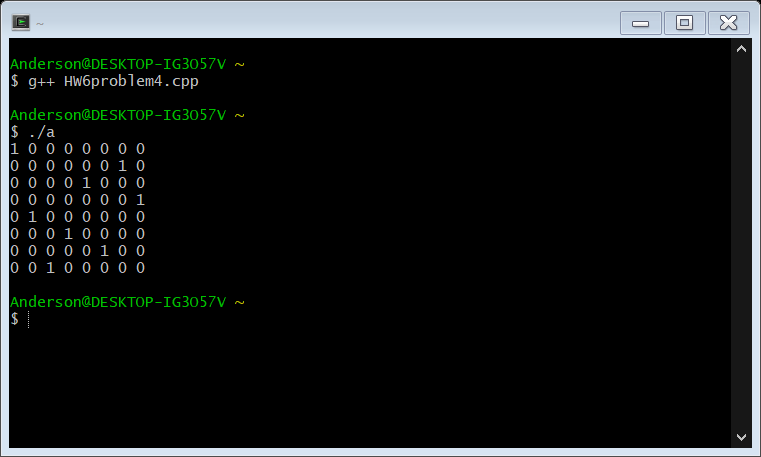 ~
Anderson@DESKTOP-IG3O57V ~
$ g++ HW6problem4.cpp
Anderson@DESKTOP-IG3O57V ~
$ ./a
1 0 0 0 0 0 0 0
0 0 0 0 0 0 1 0
0 0 0 0 1 0 0 0
0 0 0 0 0 0 0 1
0 1 0 0 0 0 0 0
0 0 0 1 0 0 0 0
0 0 0 0 0 1 0 0
0 0 1 0 0 0 0 0
Anderson@DESKTOP-IG3O57V ~
$